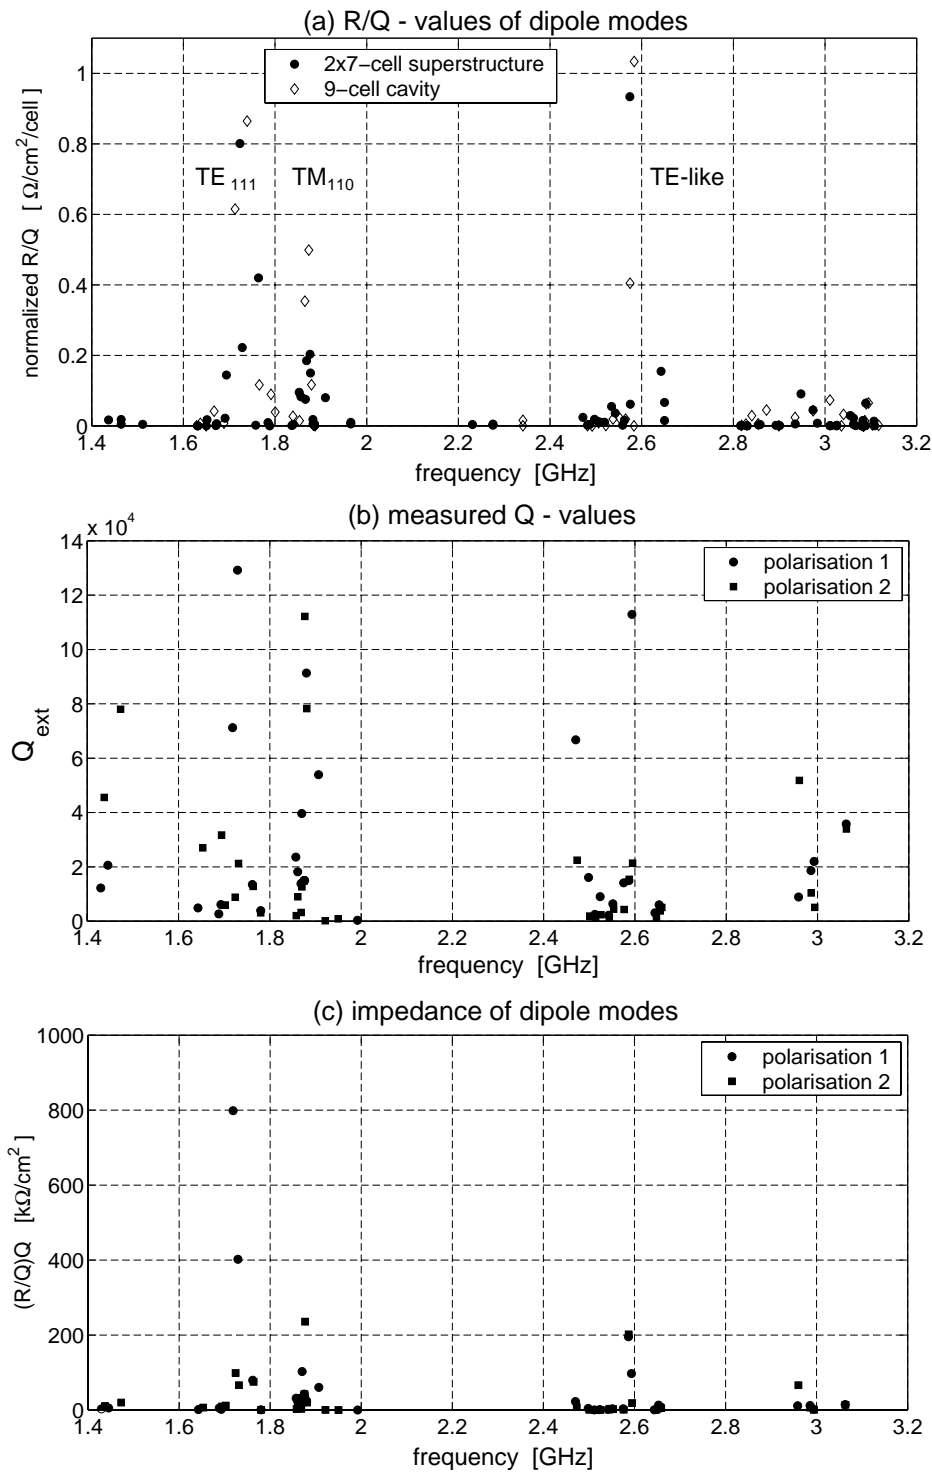 (a) R/Q - values of dipole modes
normalized R/Q [ Ω/cm²/cell]
1
0.8
0.6
0.4
0.2
0
2x7−cell superstructure
9−cell cavity
TE 111
TM110
TE-like
1.4 1.6 1.8 2 2.2 2.4 2.6 2.8 3 3.2
frequency [GHz]
(b) measured Q - values
x 10⁴
Qext
14
12
10
8
6
4
2
0
polarisation 1
polarisation 2
1.4 1.6 1.8 2 2.2 2.4 2.6 2.8 3 3.2
frequency [GHz]
(c) impedance of dipole modes
(R/Q)Q [kΩ/cm²]
1000
800
600
400
200
0
polarisation 1
polarisation 2
1.4 1.6 1.8 2 2.2 2.4 2.6 2.8 3 3.2
frequency [GHz]